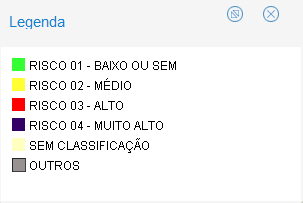 Legenda
RISCO 01 - BAIXO OU SEM
RISCO 02 - MÉDIO
RISCO 03 - ALTO
RISCO 04 - MUITO ALTO
SEM CLASSIFICAÇÃO
OUTROS